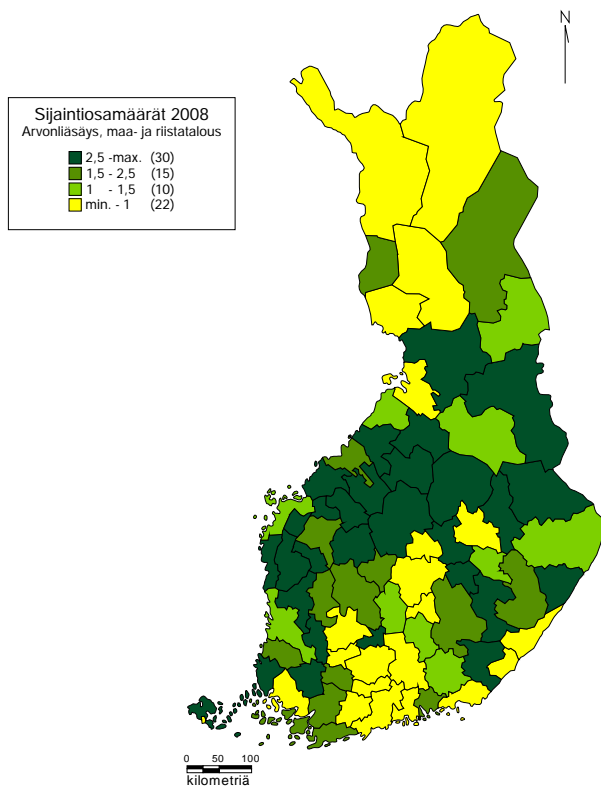 N
Sijaintiosamäärät 2008
Arvonliäsäys, maa- ja riistatalous
2,5 -max. (30)
1,5 - 2,5 (15)
1 - 1,5 (10)
min. - 1 (22)
0 50 100
kilometriä